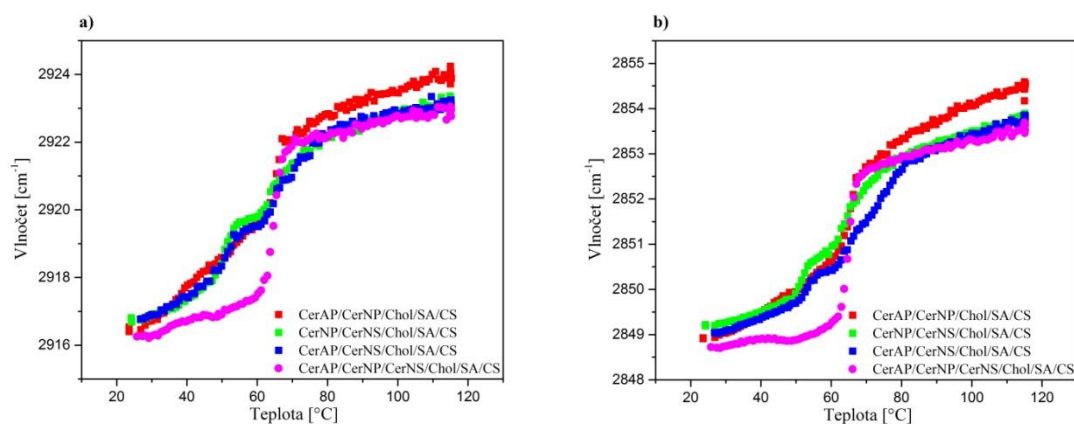 a)
Vlnočet [cm-1]
2924
2922
2920
2918
2916
CerAP/CerNP/Chol/SA/CS
CerNP/CerNS/Chol/SA/CS
CerAP/CerNS/Chol/SA/CS
CerAP/CerNP/CerNS/Chol/SA/CS
20 40 60 80 100 120
Teplota [°C]
b)
Vlnočet [cm-1]
2855
2854
2853
2852
2851
2850
2849
2848
CerAP/CerNP/Chol/SA/CS
CerNP/CerNS/Chol/SA/CS
CerAP/CerNS/Chol/SA/CS
CerAP/CerNP/CerNS/Chol/SA/CS
20 40 60 80 100 120
Teplota [°C]